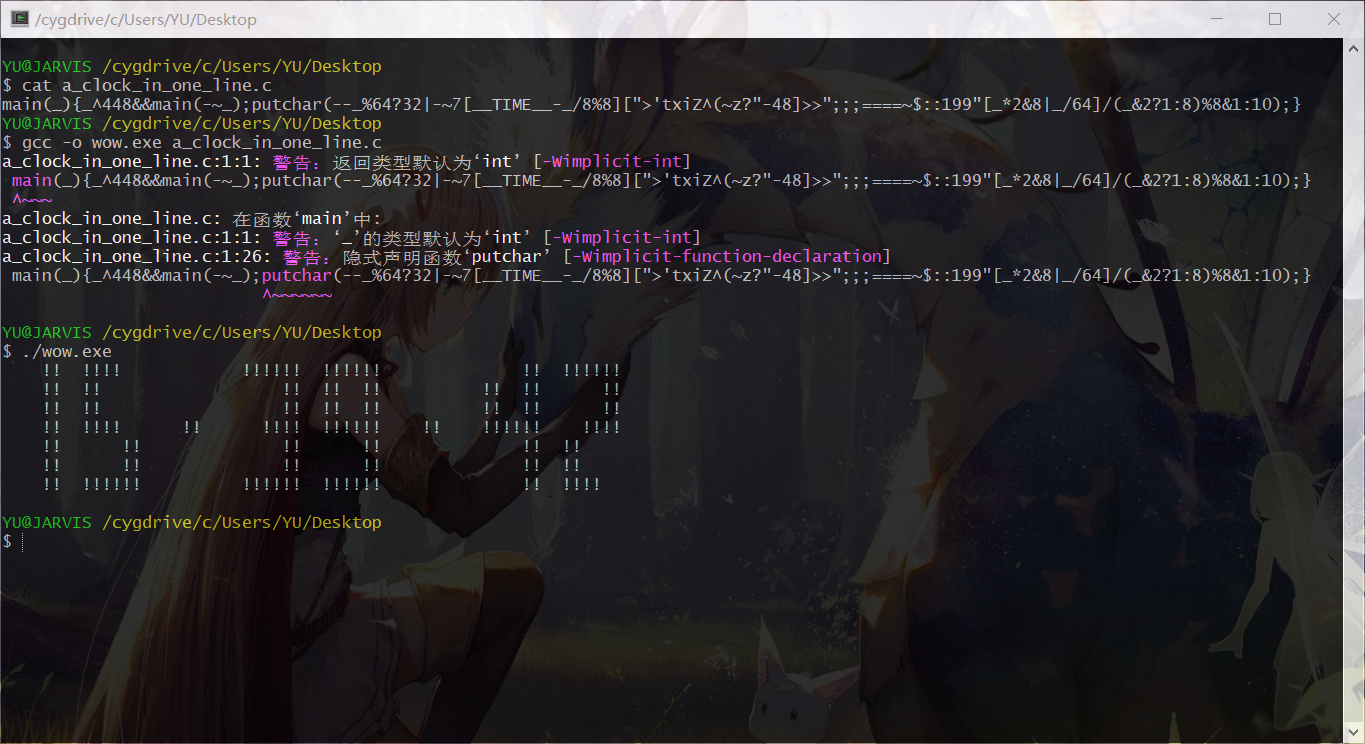 /cygdrive/c/Users/YU/Desktop
YU@JARVIS /cygdrive/c/Users/YU/Desktop
$ cat a_clock_in_one_line.c
main(_){_^448&&main(-~_);putchar(--_%64?32|-~7[__TIME__-_/8%8][">'txiZ^(~z?"-48]>>";;;====~$::199"[_*2&8|_/64]/(_&2?1:8)%8&1:10);}
YU@JARVIS /cygdrive/c/Users/YU/Desktop
$ gcc -o wow.exe a_clock_in_one_line.c
a_clock_in_one_line.c:1:1: 警告：返回类型默认为‘int’ [-Wimplicit-int]
 main(_){_^448&&main(-~_);putchar(--_%64?32|-~7[__TIME__-_/8%8][">'txiZ^(~z?"-48]>>";;;====~$::199"[_*2&8|_/64]/(_&2?1:8)%8&1:10);}
 ^~~~
a_clock_in_one_line.c: 在函数‘main’中:
a_clock_in_one_line.c:1:1: 警告：‘_’的类型默认为‘int’ [-Wimplicit-int]
a_clock_in_one_line.c:1:26: 警告：隐式声明函数‘putchar’ [-Wimplicit-function-declaration]
 main(_){_^448&&main(-~_);putchar(--_%64?32|-~7[__TIME__-_/8%8][">'txiZ^(~z?"-48]>>";;;====~$::199"[_*2&8|_/64]/(_&2?1:8)%8&1:10);}
                          ^~~~~~~
YU@JARVIS /cygdrive/c/Users/YU/Desktop
$ ./wow.exe
    !!  !!!!            !!!!!!  !!!!!!              !!  !!!!!!
    !!  !!                  !!  !!  !!          !!  !!      !!
    !!  !!                  !!  !!  !!          !!  !!      !!
    !!  !!!!      !!      !!!!  !!!!!!    !!    !!!!!!    !!!!
    !!      !!              !!      !!              !!  !!
    !!      !!              !!      !!              !!  !!
    !!  !!!!!!          !!!!!!  !!!!!!              !!  !!!!
YU@JARVIS /cygdrive/c/Users/YU/Desktop
$